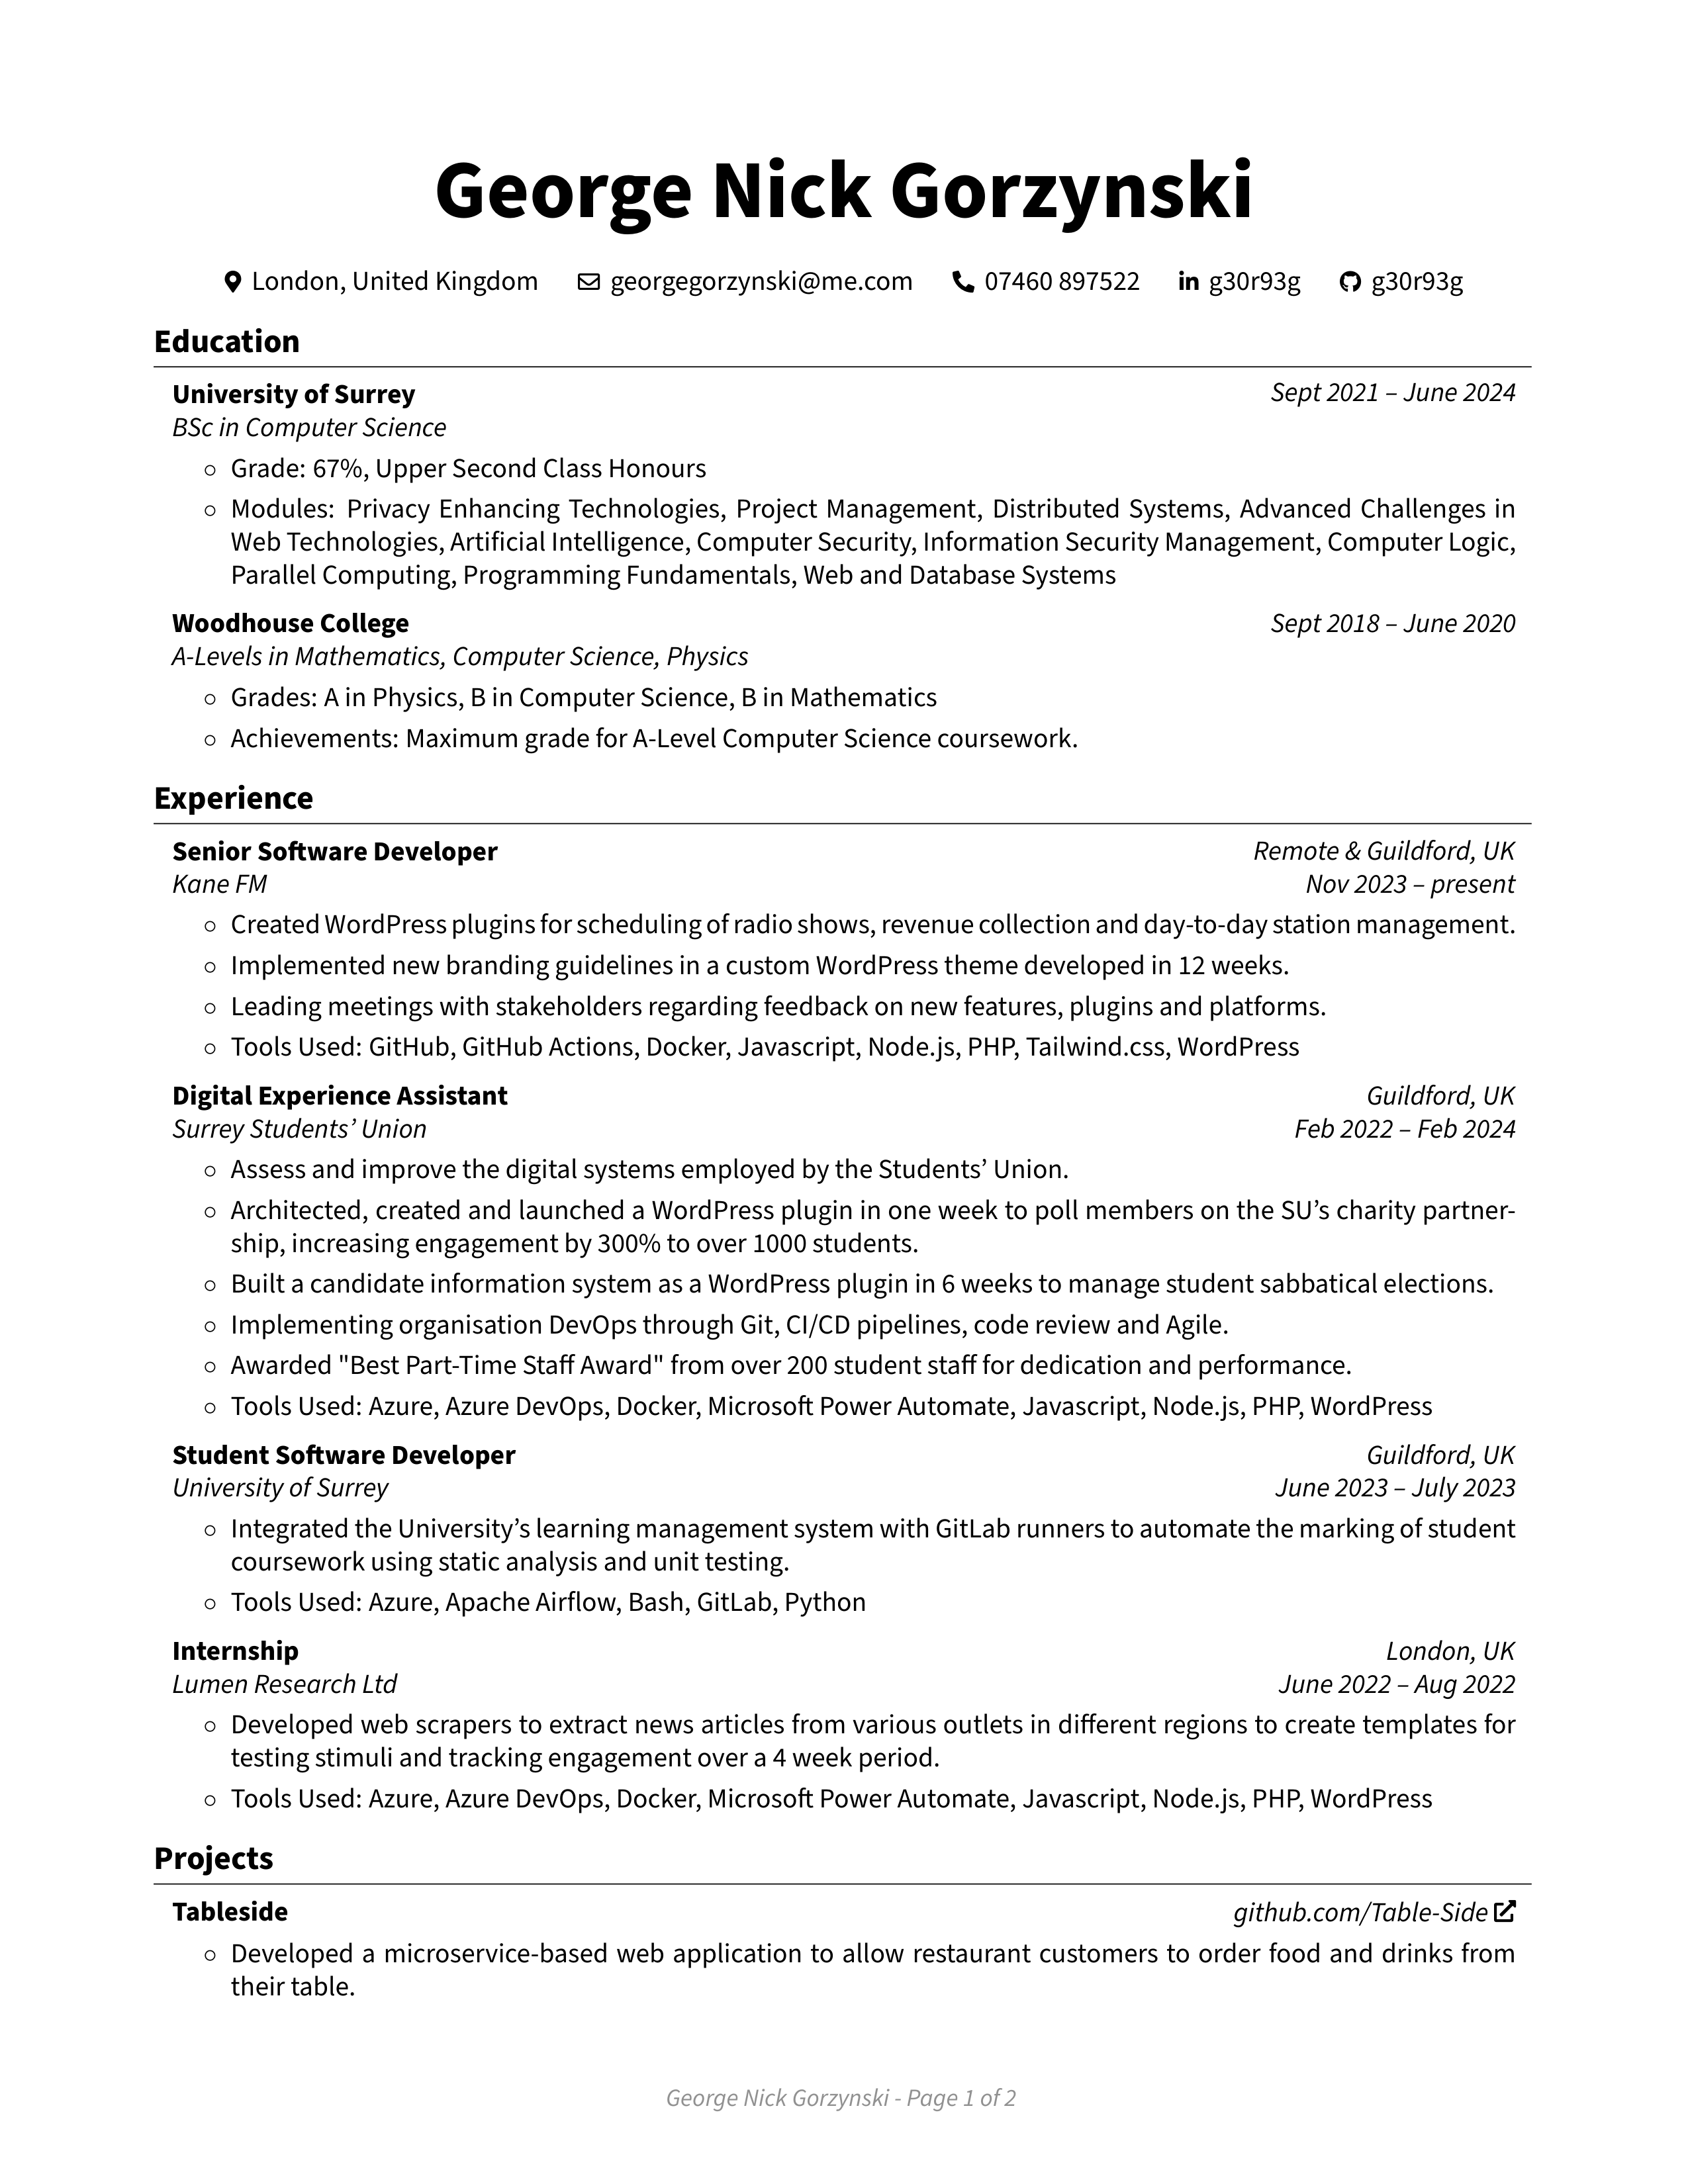 George Nick Gorzynski
London, United Kingdom georgegorzynski@me.com 07460 897522 g30r93g g30r93g
Education
University of Surrey Sept 2021 – June 2024
BSc in Computer Science
Grade: 67%, Upper Second Class Honours
Modules: Privacy Enhancing Technologies, Project Management, Distributed Systems, Advanced Challenges in
Web Technologies, Artificial Intelligence, Computer Security, Information Security Management, Computer Logic,
Parallel Computing, Programming Fundamentals, Web and Database Systems
Woodhouse College Sept 2018 – June 2020
A-Levels in Mathematics, Computer Science, Physics
Grades: A in Physics, B in Computer Science, B in Mathematics
Achievements: Maximum grade for A-Level Computer Science coursework.
Experience
Senior Software Developer Remote & Guildford, UK
Kane FM Nov 2023 – present
Created WordPress plugins for scheduling of radio shows, revenue collection and day-to-day station management.
Implemented new branding guidelines in a custom WordPress theme developed in 12 weeks.
Leading meetings with stakeholders regarding feedback on new features, plugins and platforms.
Tools Used: GitHub, GitHub Actions, Docker, Javascript, Node.js, PHP, Tailwind.css, WordPress
Digital Experience Assistant Guildford, UK
Surrey Students’ Union Feb 2022 – Feb 2024
Assess and improve the digital systems employed by the Students’ Union.
Architected, created and launched a WordPress plugin in one week to poll members on the SU’s charity partner-
ship, increasing engagement by 300% to over 1000 students.
Built a candidate information system as a WordPress plugin in 6 weeks to manage student sabbatical elections.
Implementing organisation DevOps through Git, CI/CD pipelines, code review and Agile.
Awarded "Best Part-Time Staff Award" from over 200 student staff for dedication and performance.
Tools Used: Azure, Azure DevOps, Docker, Microsoft Power Automate, Javascript, Node.js, PHP, WordPress
Student Software Developer Guildford, UK
University of Surrey June 2023 – July 2023
Integrated the University’s learning management system with GitLab runners to automate the marking of student
coursework using static analysis and unit testing.
Tools Used: Azure, Apache Airflow, Bash, GitLab, Python
Internship London, UK
Lumen Research Ltd June 2022 – Aug 2022
Developed web scrapers to extract news articles from various outlets in different regions to create templates for
testing stimuli and tracking engagement over a 4 week period.
Tools Used: Azure, Azure DevOps, Docker, Microsoft Power Automate, Javascript, Node.js, PHP, WordPress
Projects
Tableside github.com/Table-Side
Developed a microservice-based web application to allow restaurant customers to order food and drinks from
their table.
George Nick Gorzynski - Page 1 of 2